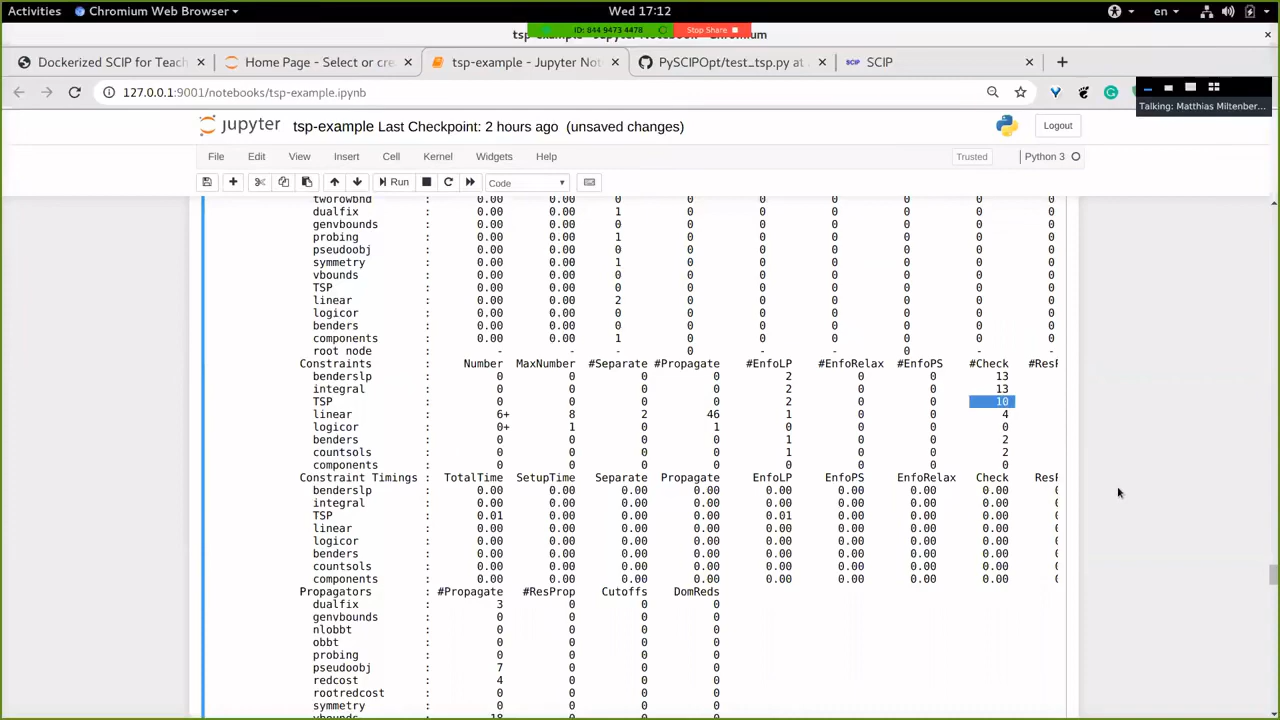 Activities Chromium Web Browser Wed 17:12 en
ID: 844 9473 4478 Stop Share
Dockerized SCIP for Teach Home Page - Select or cre tsp-example - Jupyter Not PySCIPOpt/test_tsp.py at SCIP SCIP
127.0.0.1:9001/notebooks/tsp-example.ipynb
Talking: Matthias Miltenber...
jupyter tsp-example Last Checkpoint: 2 hours ago (unsaved changes) Logout
File Edit View Insert Cell Kernel Widgets Help Trusted Python 3
Run Code
tworowbnd : 0.00 0.00 0 0 0 0 0 0 0
dualfix : 0.00 0.00 1 0 0 0 0 0 0
genvbounds : 0.00 0.00 0 0 0 0 0 0 0
probing : 0.00 0.00 1 0 0 0 0 0 0
pseudoobj : 0.00 0.00 0 0 0 0 0 0 0
symmetry : 0.00 0.00 1 0 0 0 0 0 0
vbounds : 0.00 0.00 0 0 0 0 0 0 0
TSP : 0.00 0.00 0 0 0 0 0 0 0
linear : 0.00 0.00 2 0 0 0 0 0 0
logicor : 0.00 0.00 0 0 0 0 0 0 0
benders : 0.00 0.00 0 0 0 0 0 0 0
components : 0.00 0.00 1 0 0 0 0 0 0
root node : - - - 0 - - 0 - -
Constraints : Number MaxNumber #Separate #Propagate #EnfoLP #EnfoRelax #EnfoPS #Check #ResP
benderslp : 0 0 0 0 2 0 0 13
integral : 0 0 0 0 2 0 0 13
TSP : 0 0 0 0 2 0 0 10
linear : 6+ 8 2 46 1 0 0 4
logicor : 0+ 1 0 1 0 0 0 0
benders : 0 0 0 0 1 0 0 2
countsols : 0 0 0 0 1 0 0 2
components : 0 0 0 0 0 0 0 0
Constraint Timings : TotalTime SetupTime Separate Propagate EnfoLP EnfoPS EnfoRelax Check ResP
benderslp : 0.00 0.00 0.00 0.00 0.00 0.00 0.00 0.00 0
integral : 0.00 0.00 0.00 0.00 0.00 0.00 0.00 0.00 0
TSP : 0.01 0.00 0.00 0.00 0.01 0.00 0.00 0.00 0
linear : 0.00 0.00 0.00 0.00 0.00 0.00 0.00 0.00 0
logicor : 0.00 0.00 0.00 0.00 0.00 0.00 0.00 0.00 0
benders : 0.00 0.00 0.00 0.00 0.00 0.00 0.00 0.00 0
countsols : 0.00 0.00 0.00 0.00 0.00 0.00 0.00 0.00 0
components : 0.00 0.00 0.00 0.00 0.00 0.00 0.00 0.00 0
Propagators : #Propagate #ResProp Cutoffs DomReds
dualfix : 3 0 0 0
genvbounds : 0 0 0 0
nlobbt : 0 0 0 0
obbt : 0 0 0 0
probing : 0 0 0 0
pseudoobj : 7 0 0 0
redcost : 4 0 0 0
rootredcost : 0 0 0 0
symmetry : 0 0 0 0
vbounds : 18 0 0 0